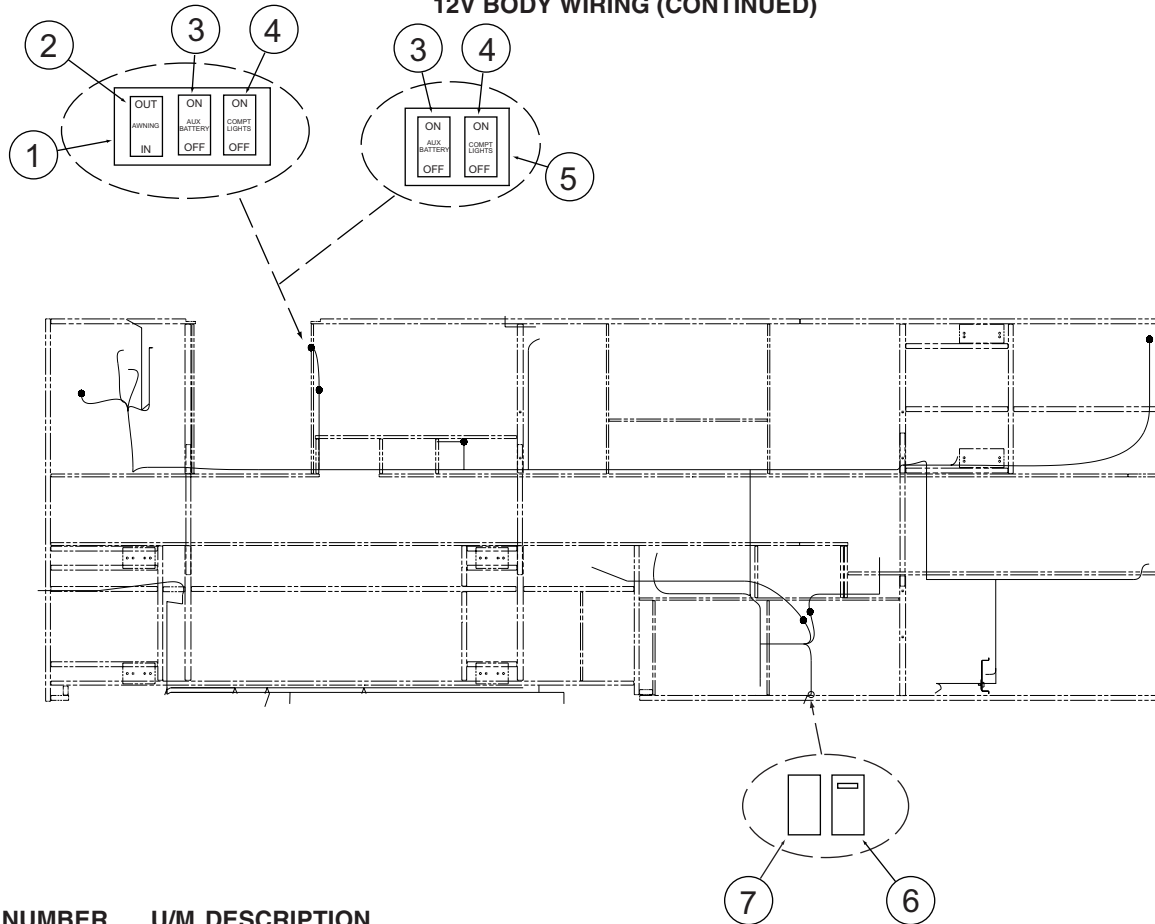 12V BODY WIRING (CONTINUED)
2
3
4
3
4
OUT
AWNING
IN
ON
AUX
BATTERY
OFF
ON
COMPT
LIGHTS
OFF
1
ON
AUX
BATTERY
OFF
ON
COMPT
LIGHTS
OFF
5
7
6
NUMBER U/M DESCRIPTION